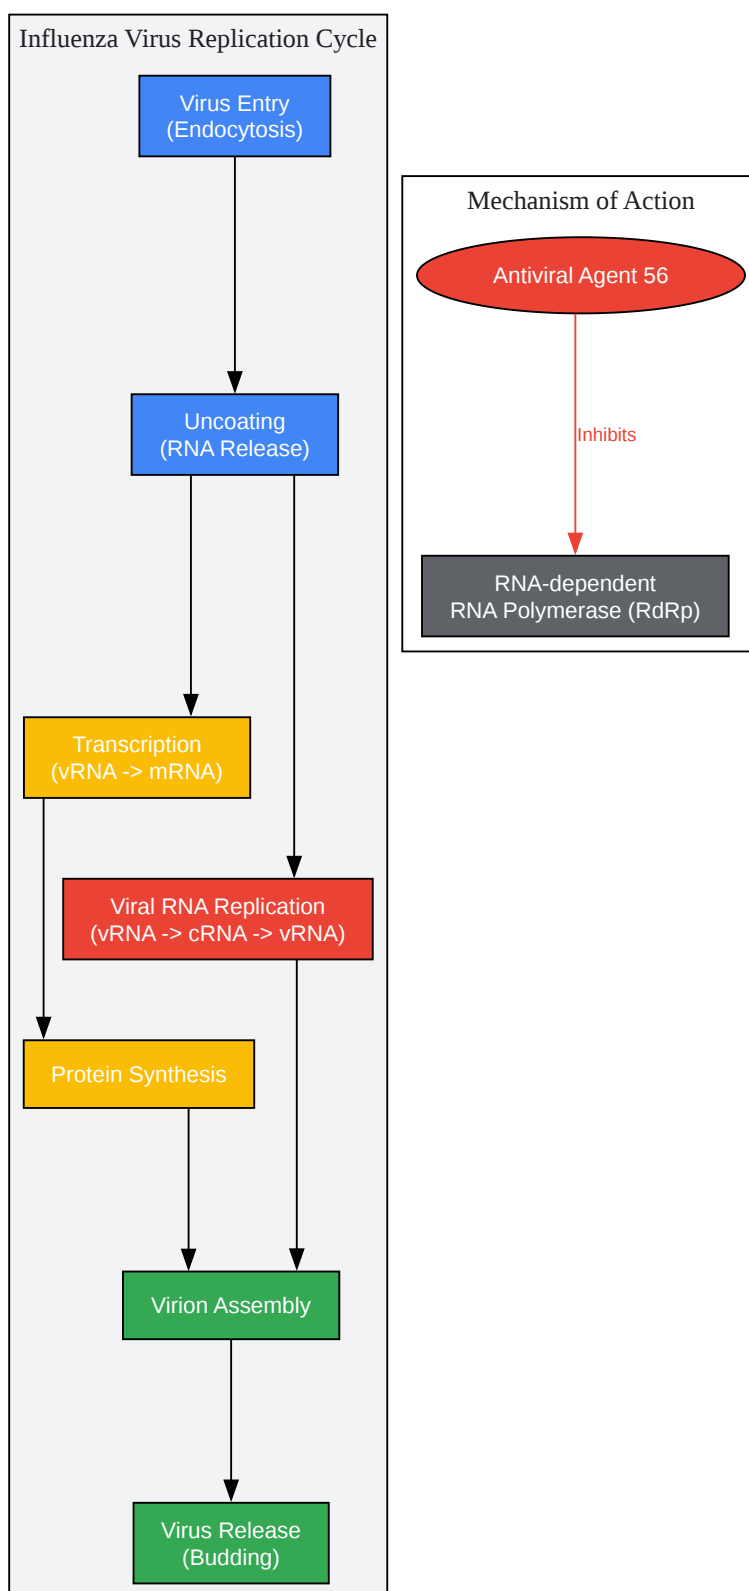 Influenza Virus Replication Cycle
Virus Entry
(Endocytosis)
Uncoating
(RNA Release)
Transcription
(vRNA -> mRNA)
Viral RNA Replication
(vRNA -> cRNA -> vRNA)
Protein Synthesis
Virion Assembly
Virus Release
(Budding)
Mechanism of Action
Antiviral Agent 56
Inhibits
RNA-dependent
RNA Polymerase (RdRp)